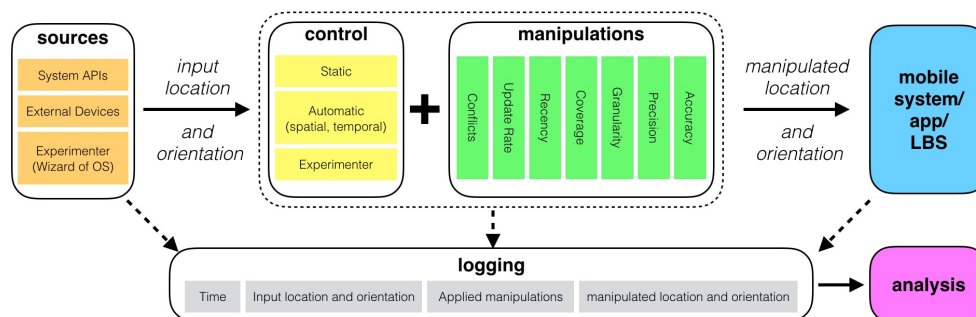 sources
System APIs
External Devices
Experimenter
(Wizard of OS)
input
location
and
orientation
control
Static
Automatic
(spatial, temporal)
Experimenter
+
manipulations
Conflicts
Update Rate
Recency
Coverage
Granularity
Precision
Accuracy
manipulated
location
and
orientation
mobile
system/
app/
LBS
logging
Time
Input location and orientation
Applied manipulations
manipulated location and orientation
analysis